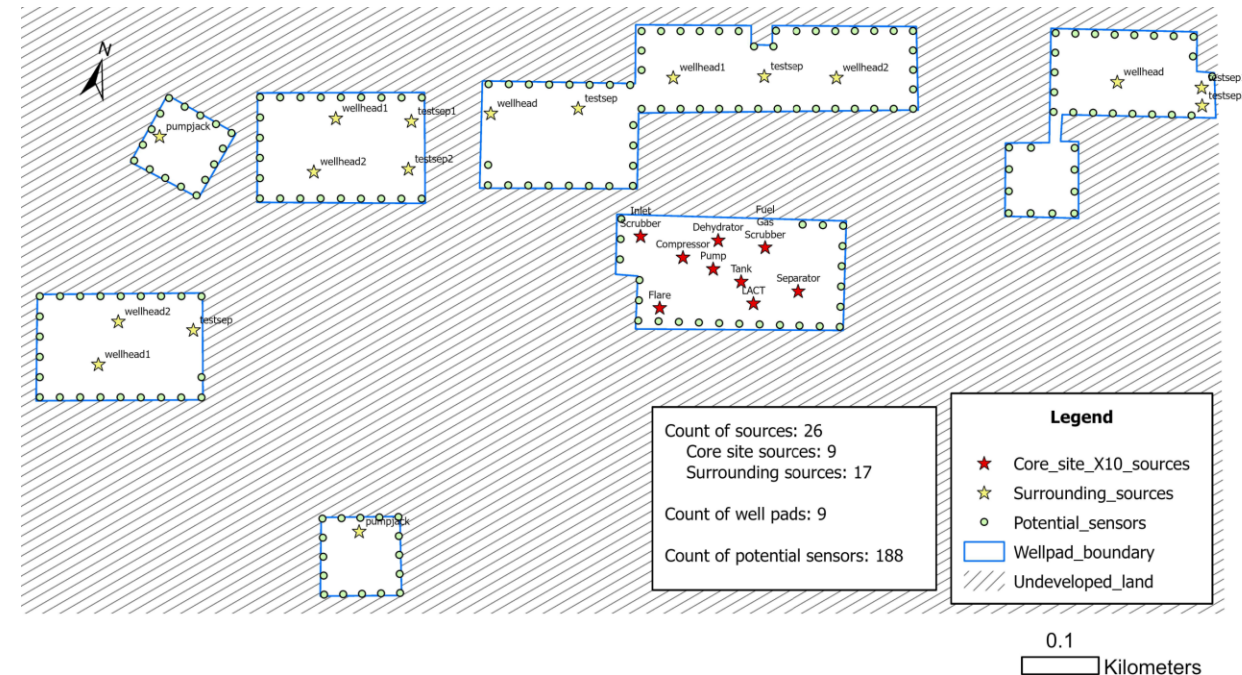 N
wellhead1
testsep
wellhead2
wellhead
testsep
testsep
wellhead
testsep
wellhead1
testsep1
pumpjack
wellhead2
testsep2
Inlet
Scrubber
Fuel
Gas
Scrubber
Dehydrator
Compressor
Pump
Tank
Separator
Flare
LACT
wellhead2
testsep
wellhead1
pumpjack
Count of sources: 26
Core site sources: 9
Surrounding sources: 17
Count of well pads: 9
Count of potential sensors: 188
Legend
Core_site_X10_sources
Surrounding_sources
Potential_sensors
Wellpad_boundary
Undeveloped_land
0.1
Kilometers